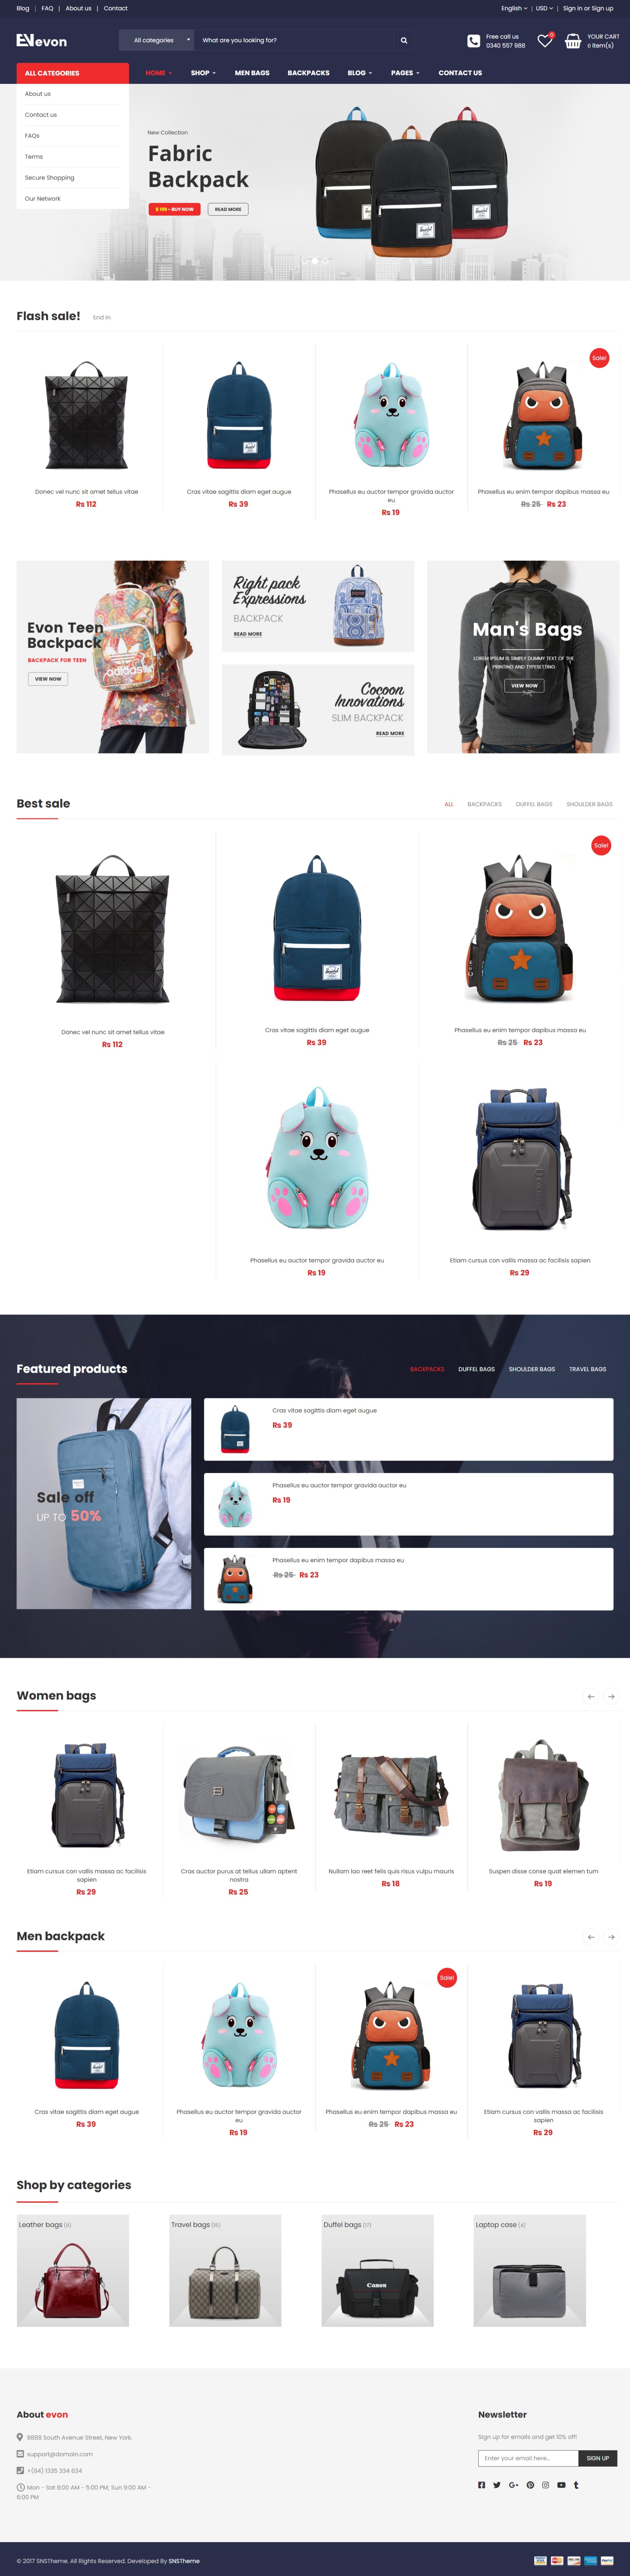 Blog | FAQ | About us | Contact
English | USD | Sign in or Sign up
ENevon
All categories
What are you looking for?
Free call us
0340 557 988
0
YOUR CART
0 item(s)
ALL CATEGORIES
HOME SHOP MEN BAGS BACKPACKS BLOG PAGES CONTACT US
About us
Contact us
FAQs
Terms
Secure Shopping
Our Network
New Collection
Fabric
Backpack
$ 199 - BUY NOW
READ MORE
Flash sale!
End in
Sale!
Donec vel nunc sit amet tellus vitae
₨ 112
Cras vitae sagittis diam eget augue
₨ 39
Phasellus eu auctor tempor gravida auctor
eu
₨ 19
Phasellus eu enim tempor dapibus massa eu
₨ 25 ₨ 23
Evon Teen
Backpack
BACKPACK FOR TEEN
VIEW NOW
adidas
Right pack
Expressions
BACKPACK
READ MORE
Cocoon
Innovations
SLIM BACKPACK
READ MORE
Man's Bags
LOREM IPSUM IS SIMPLY DUMMY TEXT OF THE
PRINTING AND TYPESETTING
VIEW NOW
Best sale
ALL BACKPACKS DUFFEL BAGS SHOULDER BAGS
Sale!
Donec vel nunc sit amet tellus vitae
₨ 112
Cras vitae sagittis diam eget augue
₨ 39
Phasellus eu enim tempor dapibus massa eu
₨ 25 ₨ 23
Phasellus eu auctor tempor gravida auctor eu
₨ 19
Etiam cursus con vallis massa ac facilisis sapien
₨ 29
Featured products
BACKPACKS DUFFEL BAGS SHOULDER BAGS TRAVEL BAGS
Sale off
UP TO 50%
Cras vitae sagittis diam eget augue
₨ 39
Phasellus eu auctor tempor gravida auctor eu
₨ 19
Phasellus eu enim tempor dapibus massa eu
₨ 25 ₨ 23
Women bags
Etiam cursus con vallis massa ac facilisis
sapien
₨ 29
Cras auctor purus at tellus ullam aptent
nostra
₨ 25
Nullam lao reet felis quis risus vulpu mauris
₨ 18
Suspen disse conse quat elemen tum
₨ 19
Men backpack
Sale!
Cras vitae sagittis diam eget augue
₨ 39
Phasellus eu auctor tempor gravida auctor
eu
₨ 19
Phasellus eu enim tempor dapibus massa eu
₨ 25 ₨ 23
Etiam cursus con vallis massa ac facilisis
sapien
₨ 29
Shop by categories
Leather bags (9)
Travel bags (15)
Duffel bags (17)
Laptop case (4)
Canon
About evon
8888 South Avenue Street, New York.
support@domain.com
+(84) 1335 334 634
Mon - Sat 8:00 AM - 5:00 PM; Sun 9:00 AM -
6:00 PM
Newsletter
Sign up for emails and get 10% off!
Enter your email here...
SIGN UP
© 2017 SNSTheme. All Rights Reserved. Developed By SNSTheme